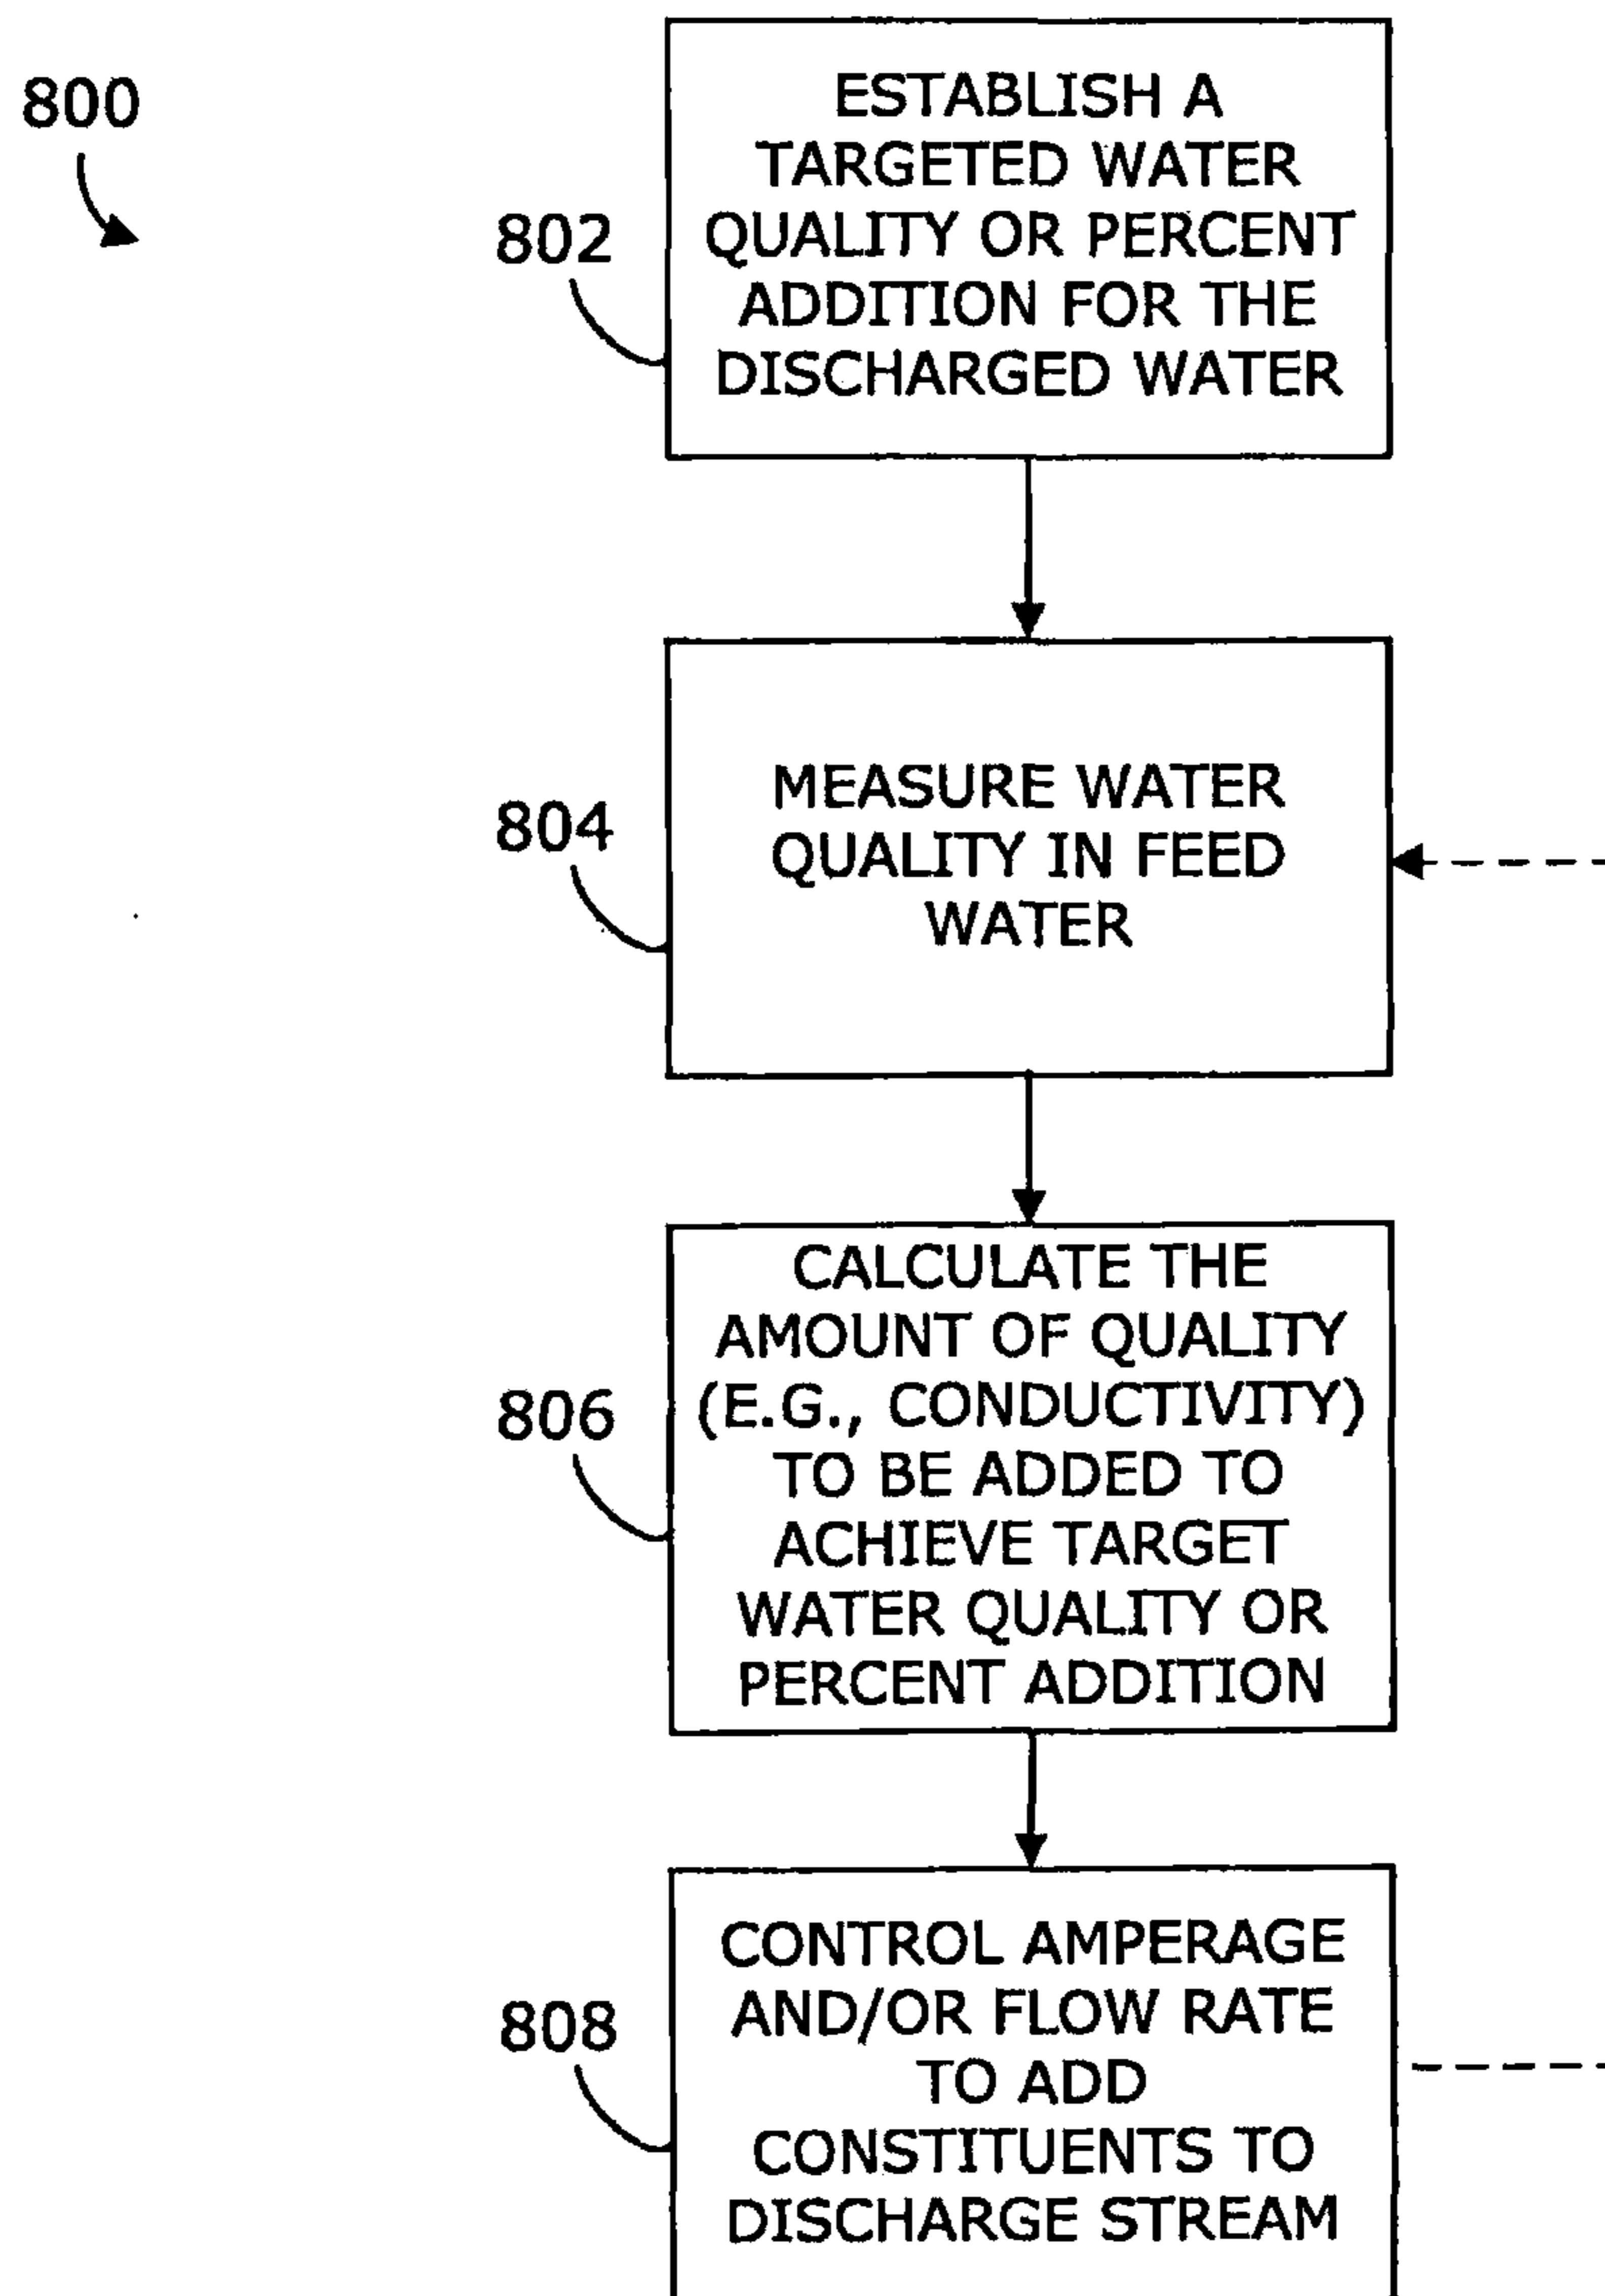 800
802
ESTABLISH A
TARGETED WATER
QUALITY OR PERCENT
ADDITION FOR THE
DISCHARGED WATER
804
MEASURE WATER
QUALITY IN FEED
WATER
806
CALCULATE THE
AMOUNT OF QUALITY
(E.G., CONDUCTIVITY)
TO BE ADDED TO
ACHIEVE TARGET
WATER QUALITY OR
PERCENT ADDITION
808
CONTROL AMPERAGE
AND/OR FLOW RATE
TO ADD
CONSTITUENTS TO
DISCHARGE STREAM